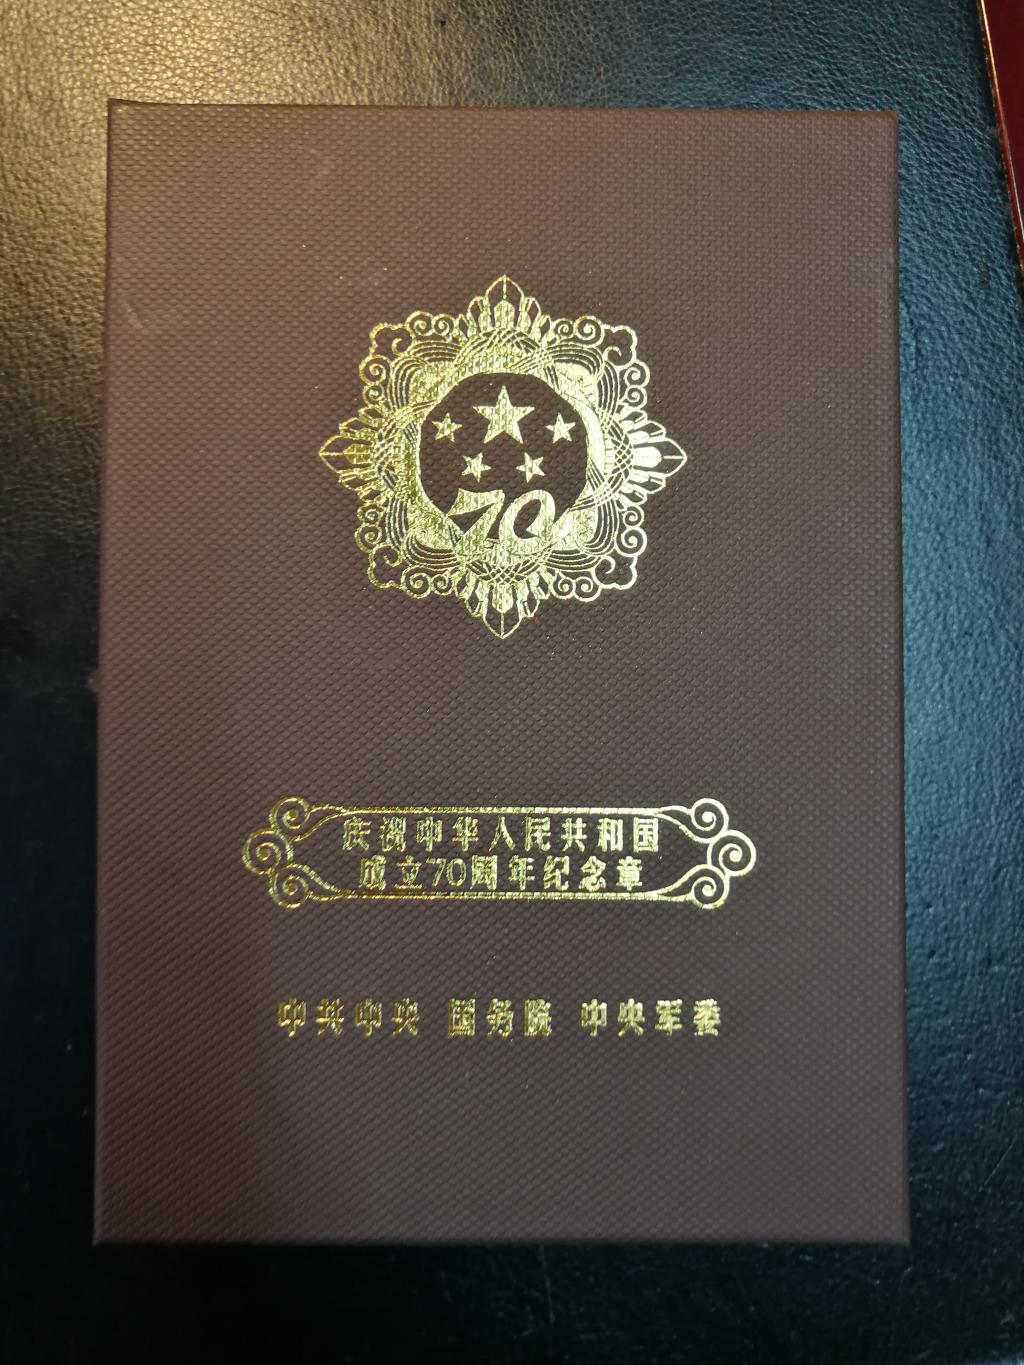 70
庆祝中华人民共和国
成立70周年纪念章
中共中央 国务院 中央军委